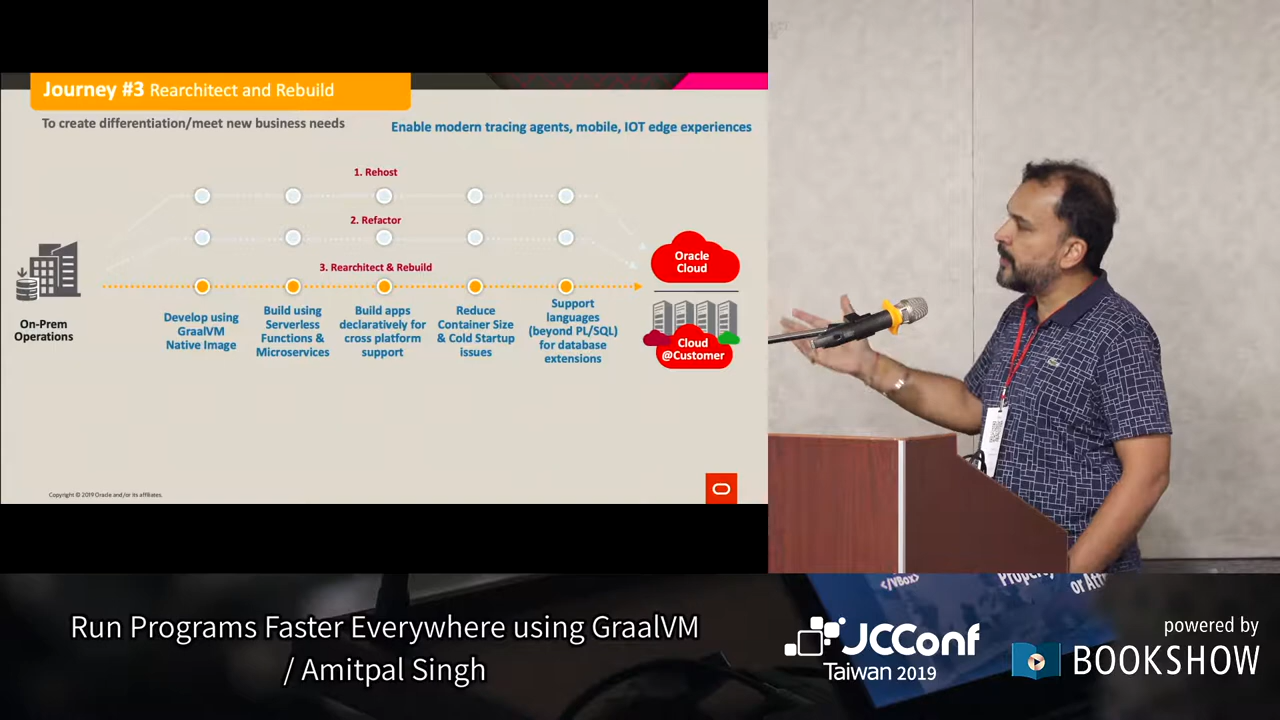 Journey #3 Rearchitect and Rebuild
To create differentiation/meet new business needs
Enable modern tracing agents, mobile, IOT edge experiences
1. Rehost
2. Refactor
3. Rearchitect & Rebuild
On-Prem
Operations
Develop using
GraalVM
Native Image
Build using
Serverless
Functions &
Microservices
Build apps
declaratively for
cross platform
support
Reduce
Container Size
& Cold Startup
issues
Support
languages
(beyond PL/SQL)
for database
extensions
Oracle
Cloud
Cloud
@Customer
Copyright © 2019 Oracle and/or its affiliates.
</VBox>
Run Programs Faster Everywhere using GraalVM
/ Amitpal Singh
JCConf
Taiwan 2019
powered by
BOOKSHOW